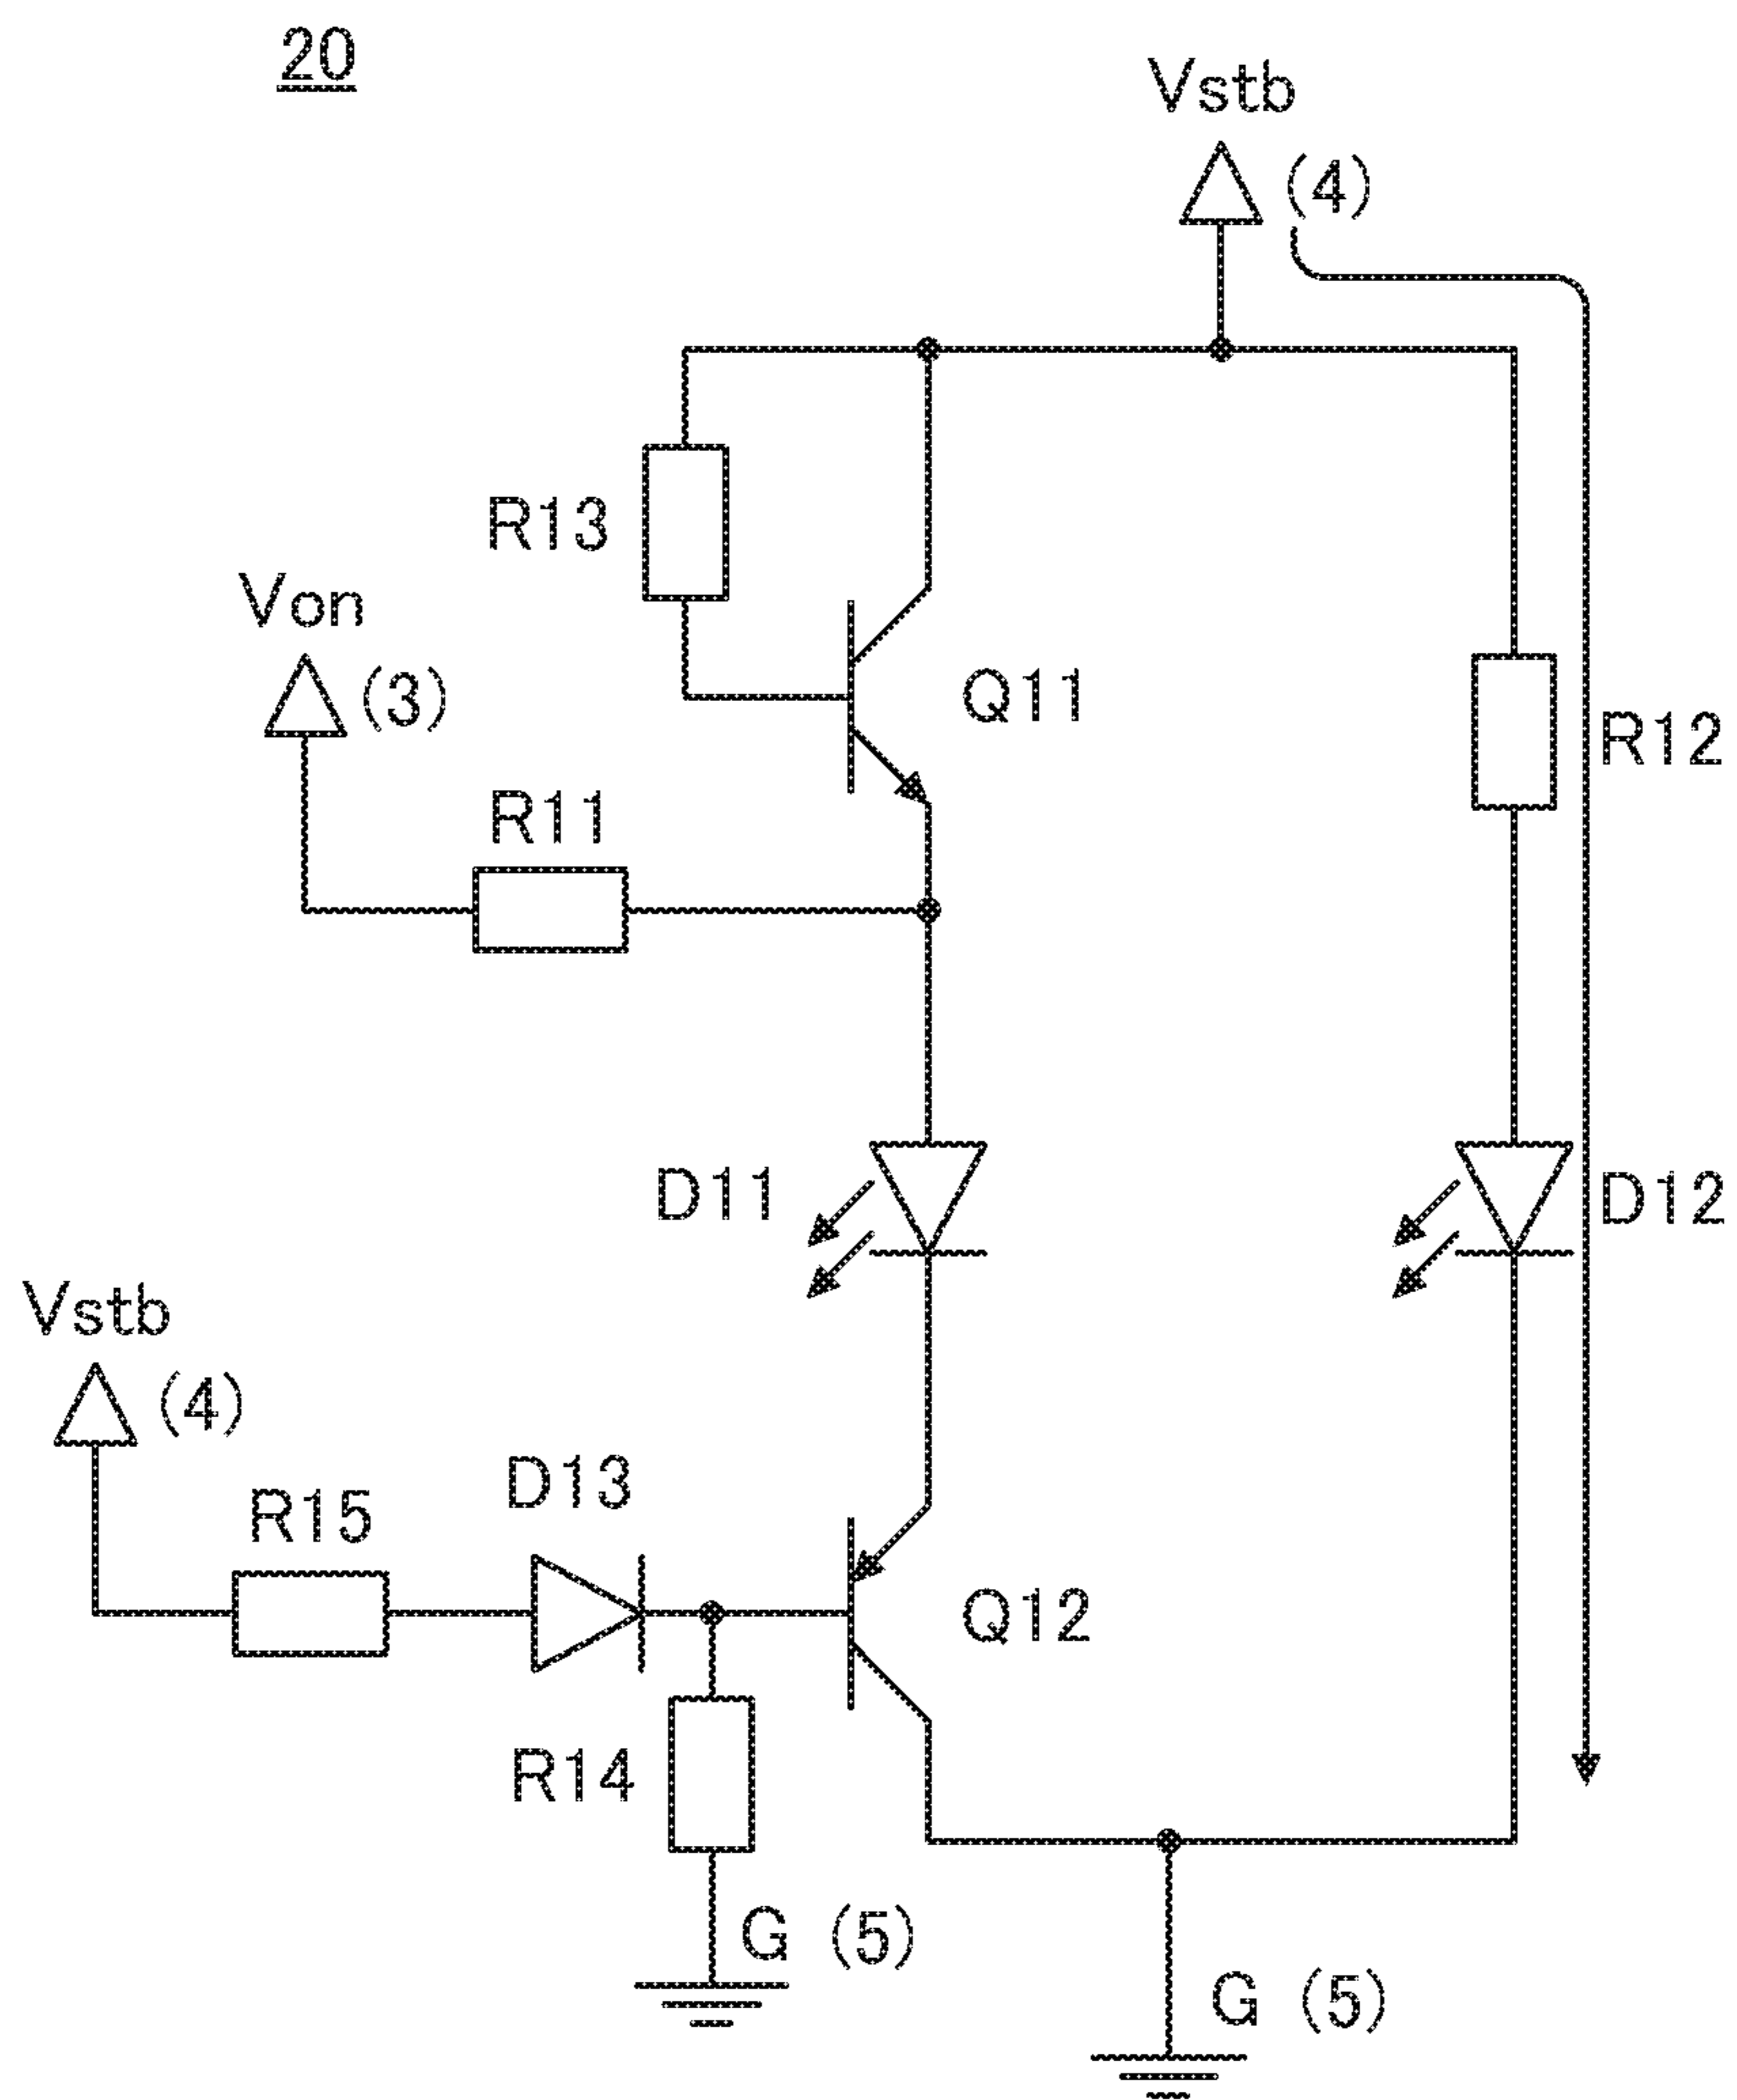 20
Vstb
(4)
R13
Von
(3)
Q11
R12
R11
D11
D12
Vstb
(4)
D13
R15
Q12
R14
G (5)
G (5)